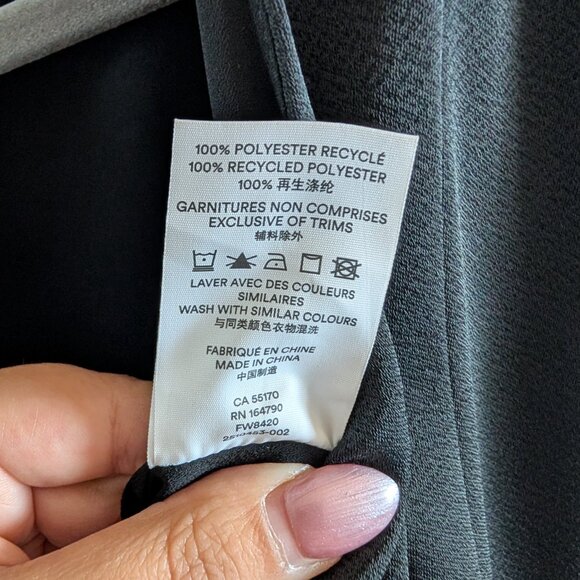 100% POLYESTER RECYCLÉ
100% RECYCLED POLYESTER
100% 再生涤纶
GARNITURES NON COMPRISES
EXCLUSIVE OF TRIMS
辅料除外
LAVER AVEC DES COULEURS
SIMILAIRES
WASH WITH SIMILAR COLOURS
与同类颜色衣物混洗
FABRIQUÉ EN CHINE
MADE IN CHINA
中国制造
CA 55170
RN 164790
FW8420
2510453-002